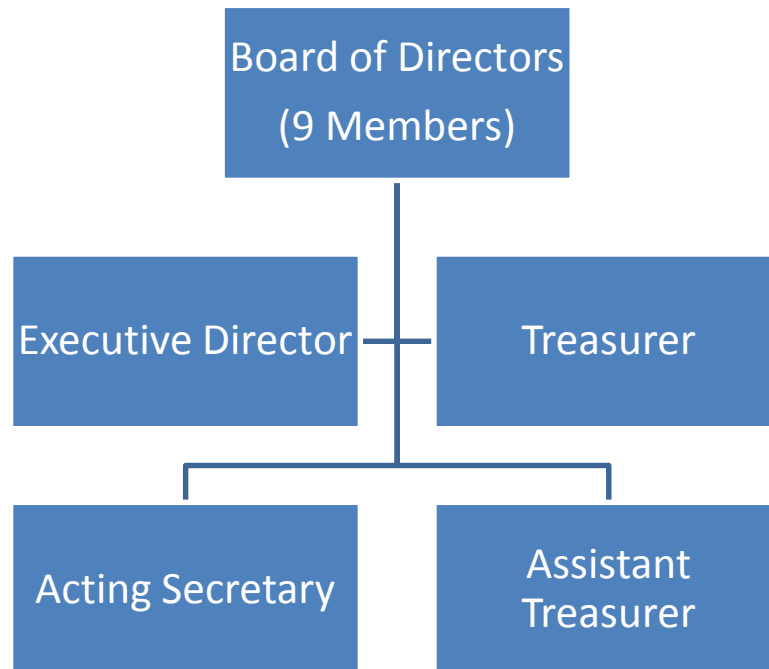 Board of Directors
(9 Members)
Executive Director
Treasurer
Acting Secretary
Assistant
Treasurer